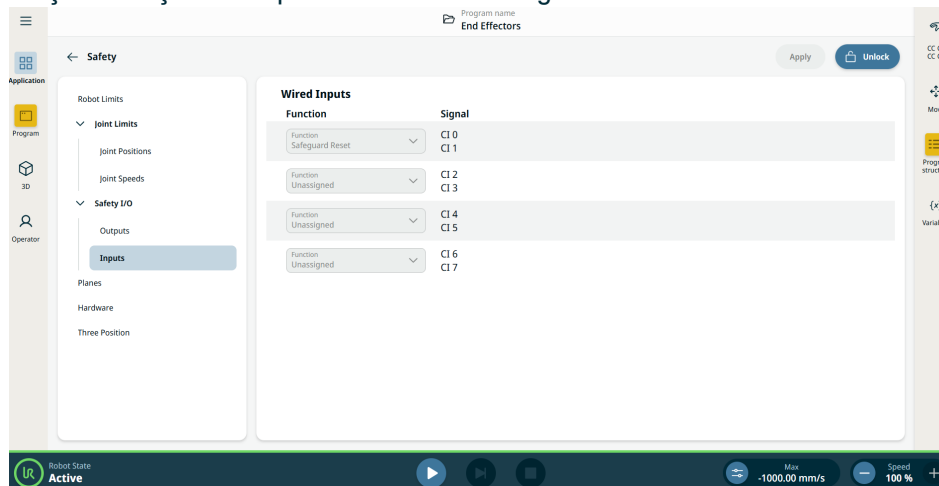 Program name
End Effectors
Safety
Apply
Unlock
Application
Program
3D
Operator
Robot Limits
Joint Limits
Joint Positions
Joint Speeds
Safety I/O
Outputs
Inputs
Planes
Hardware
Three Position
Wired Inputs
Function Signal
Function
Safeguard Reset
CI 0
CI 1
Function
Unassigned
CI 2
CI 3
Function
Unassigned
CI 4
CI 5
Function
Unassigned
CI 6
CI 7
Robot State
Active
Max
-1000.00 mm/s
Speed
100 %